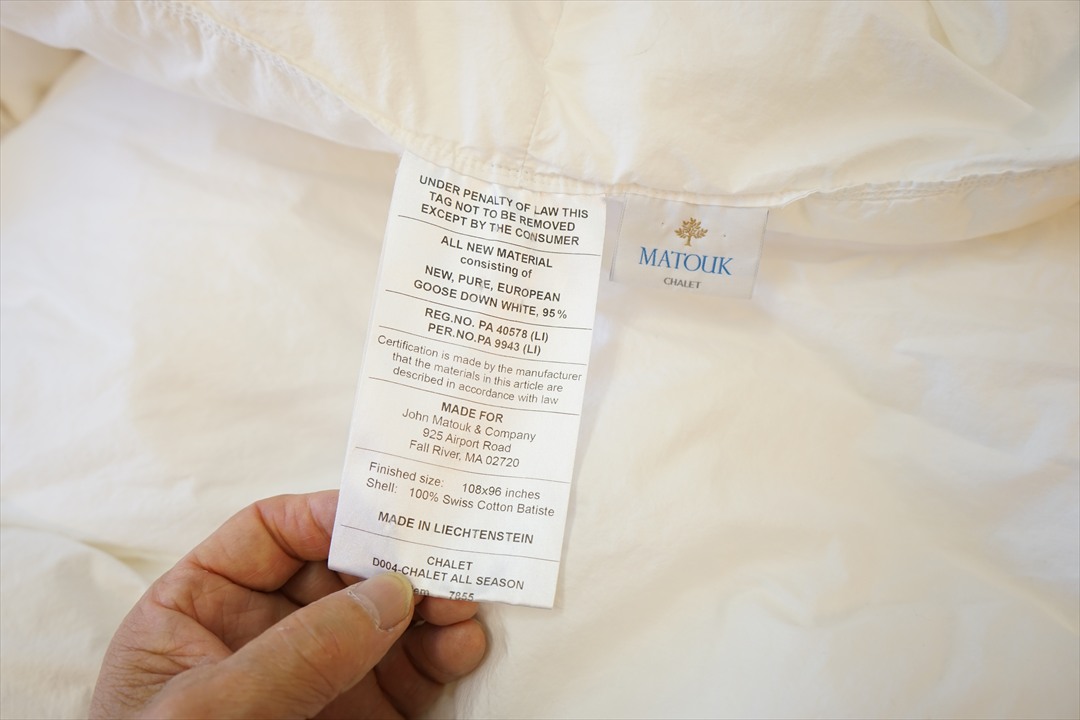 UNDER PENALTY OF LAW THIS
TAG NOT TO BE REMOVED
EXCEPT BY THE CONSUMER
ALL NEW MATERIAL
consisting of
NEW, PURE, EUROPEAN
GOOSE DOWN WHITE, 95%
REG.NO. PA 40578 (LI)
PER.NO.PA 9943 (LI)
Certification is made by the manufacturer
that the materials in this article are
described in accordance with law
MADE FOR
John Matouk & Company
925 Airport Road
Fall River, MA 02720
Finished size: 108x96 inches
Shell: 100% Swiss Cotton Batiste
MADE IN LIECHTENSTEIN
CHALET
D004-CHALET ALL SEASON
7855
MATOUK
CHALET